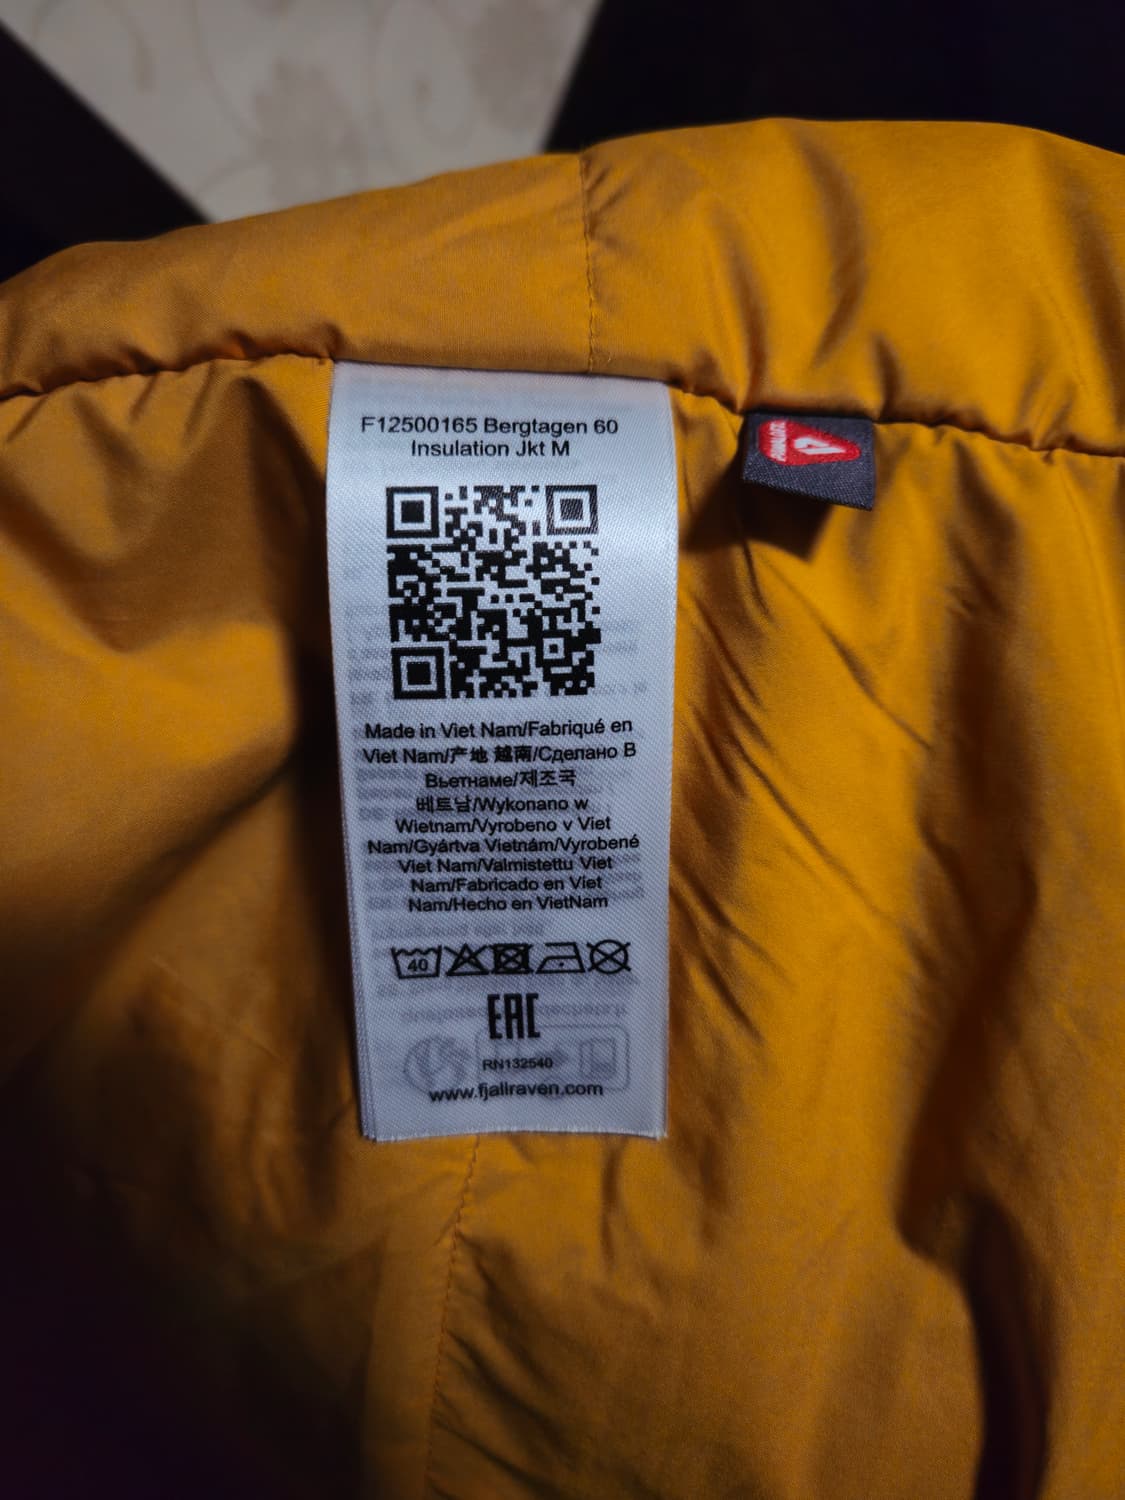 F12500165 Bergtagen 60
Insulation Jkt M
PRIMALOFT
Made in Viet Nam/Fabriqué en
Viet Nam/产地 越南/Сделано В
Вьетнаме/제조국
베트남/Wykonano w
Wietnam/Vyrobeno v Viet
Nam/Gyártva Vietnám/Vyrobené
Viet Nam/Valmistettu Viet
Nam/Fabricado en Viet
Nam/Hecho en VietNam
40
EAC
RN132540
www.fjallraven.com